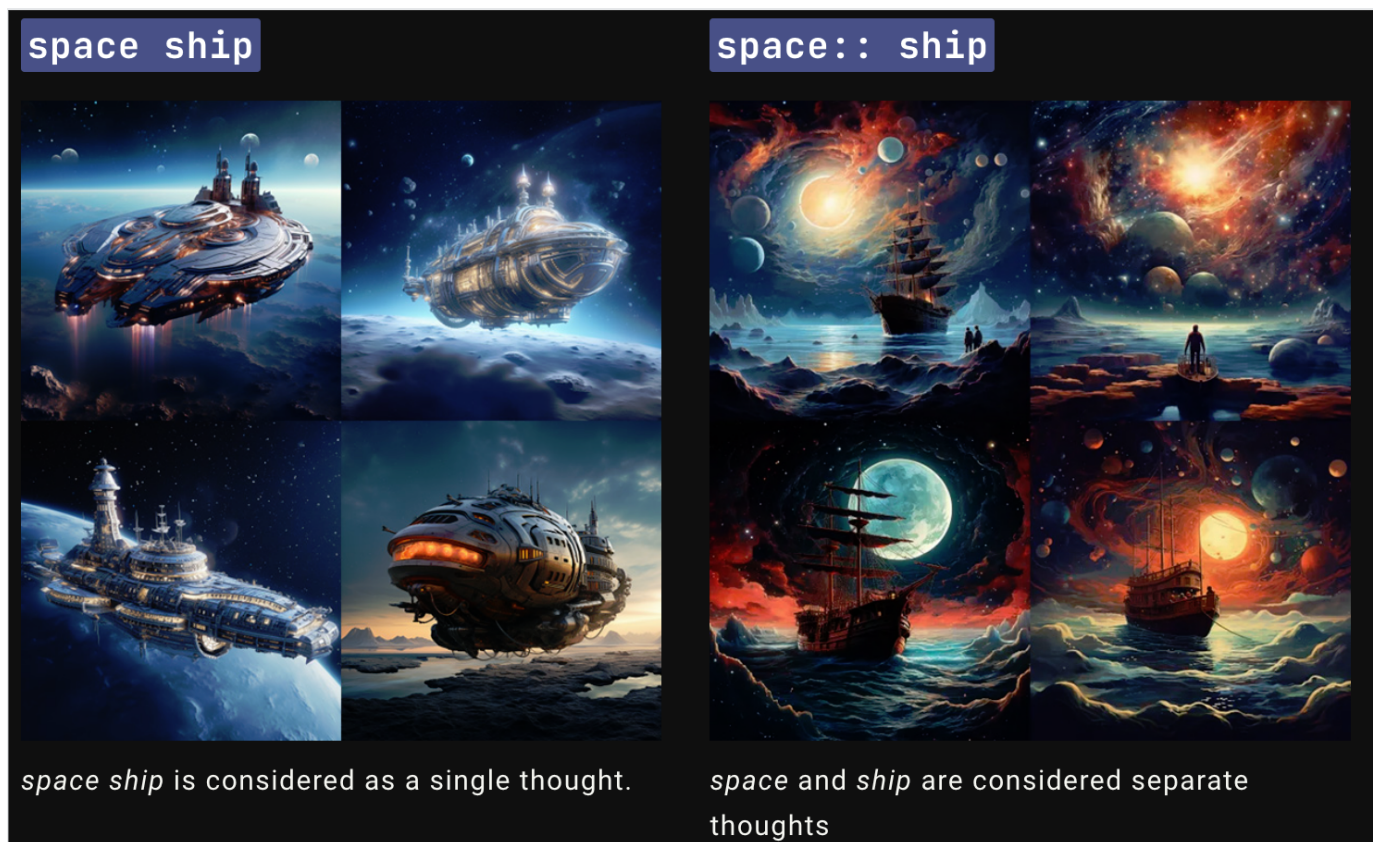 space ship
space:: ship
space ship is considered as a single thought.
space and ship are considered separate
thoughts